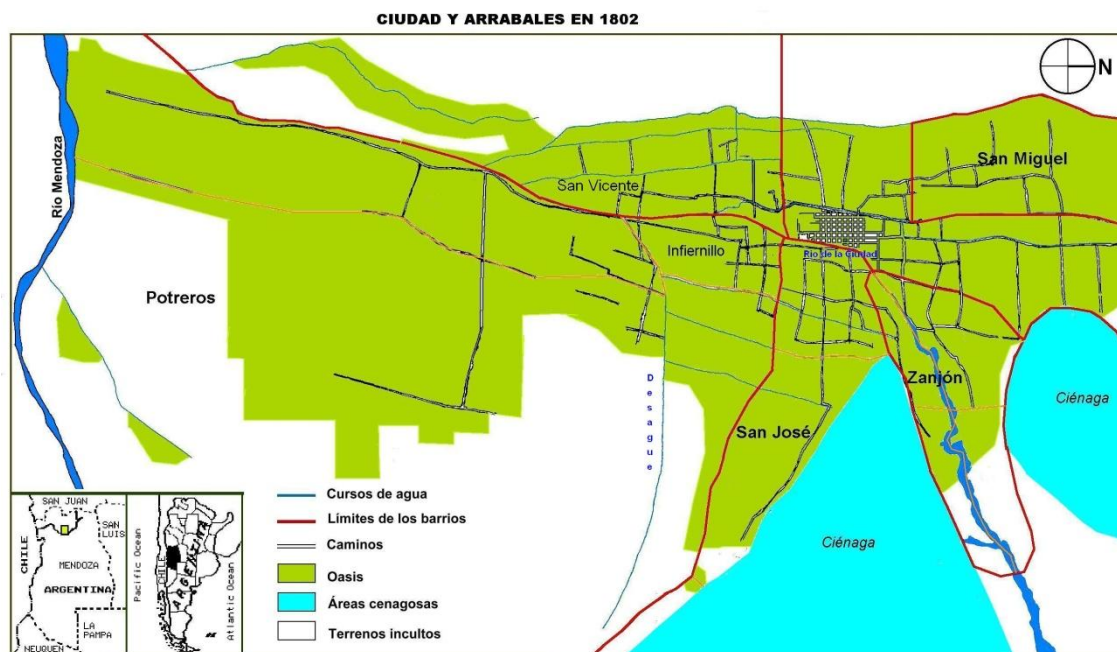 CIUDAD Y ARRABALES EN 1802
N
Río Mendoza
San Miguel
San Vicente
Infiernillo
Río de la Ciudad
Potreros
Desague
Zanjón
Ciénaga
San José
Ciénaga
Cursos de agua
Límites de los barrios
Caminos
Oasis
Áreas cenagosas
Terrenos incultos
SAN JUAN
SAN
LUIS
CHILE
MENDOZA
ARGENTINA
LA
PAMPA
NEUQUEN
Pacific Ocean
CHILE
ARGENTINA
Atlantic Ocean